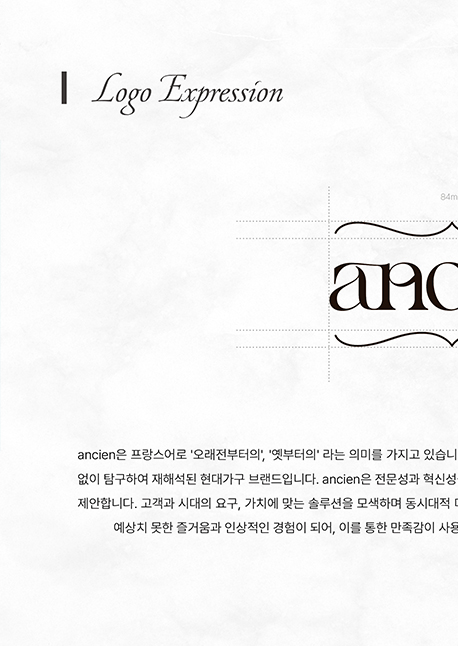 Logo Expression
84m
anc
ancien은 프랑스어로 '오래전부터의', '옛부터의' 라는 의미를 가지고 있습니
없이 탐구하여 재해석된 현대가구 브랜드입니다. ancien은 전문성과 혁신성
제안합니다. 고객과 시대의 요구, 가치에 맞는 솔루션을 모색하며 동시대적
예상치 못한 즐거움과 인상적인 경험이 되어, 이를 통한 만족감이 사용